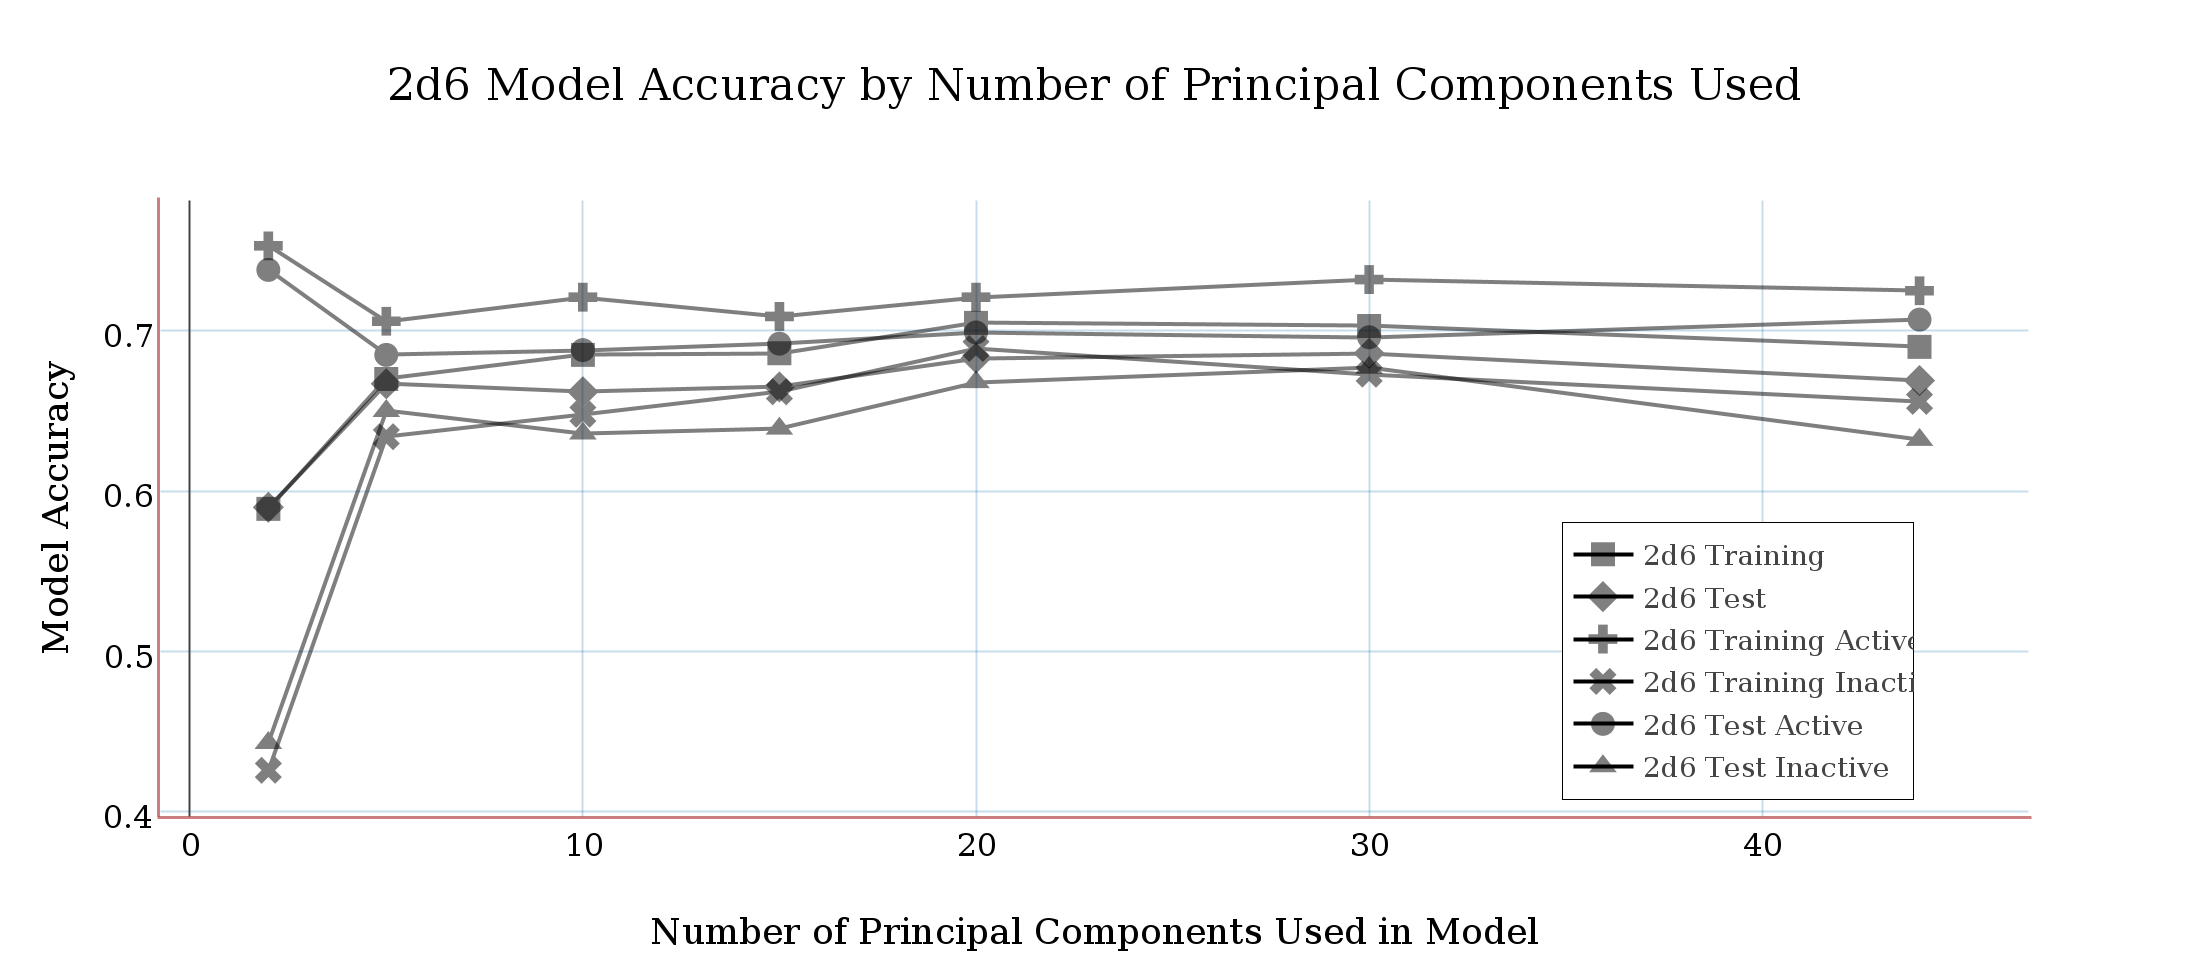 2d6 Model Accuracy by Number of Principal Components Used
Model Accuracy
0.7
0.6
0.5
0.4
0
10
20
30
40
2d6 Training
2d6 Test
2d6 Training Active
2d6 Training Inacti
2d6 Test Active
2d6 Test Inactive
Number of Principal Components Used in Model